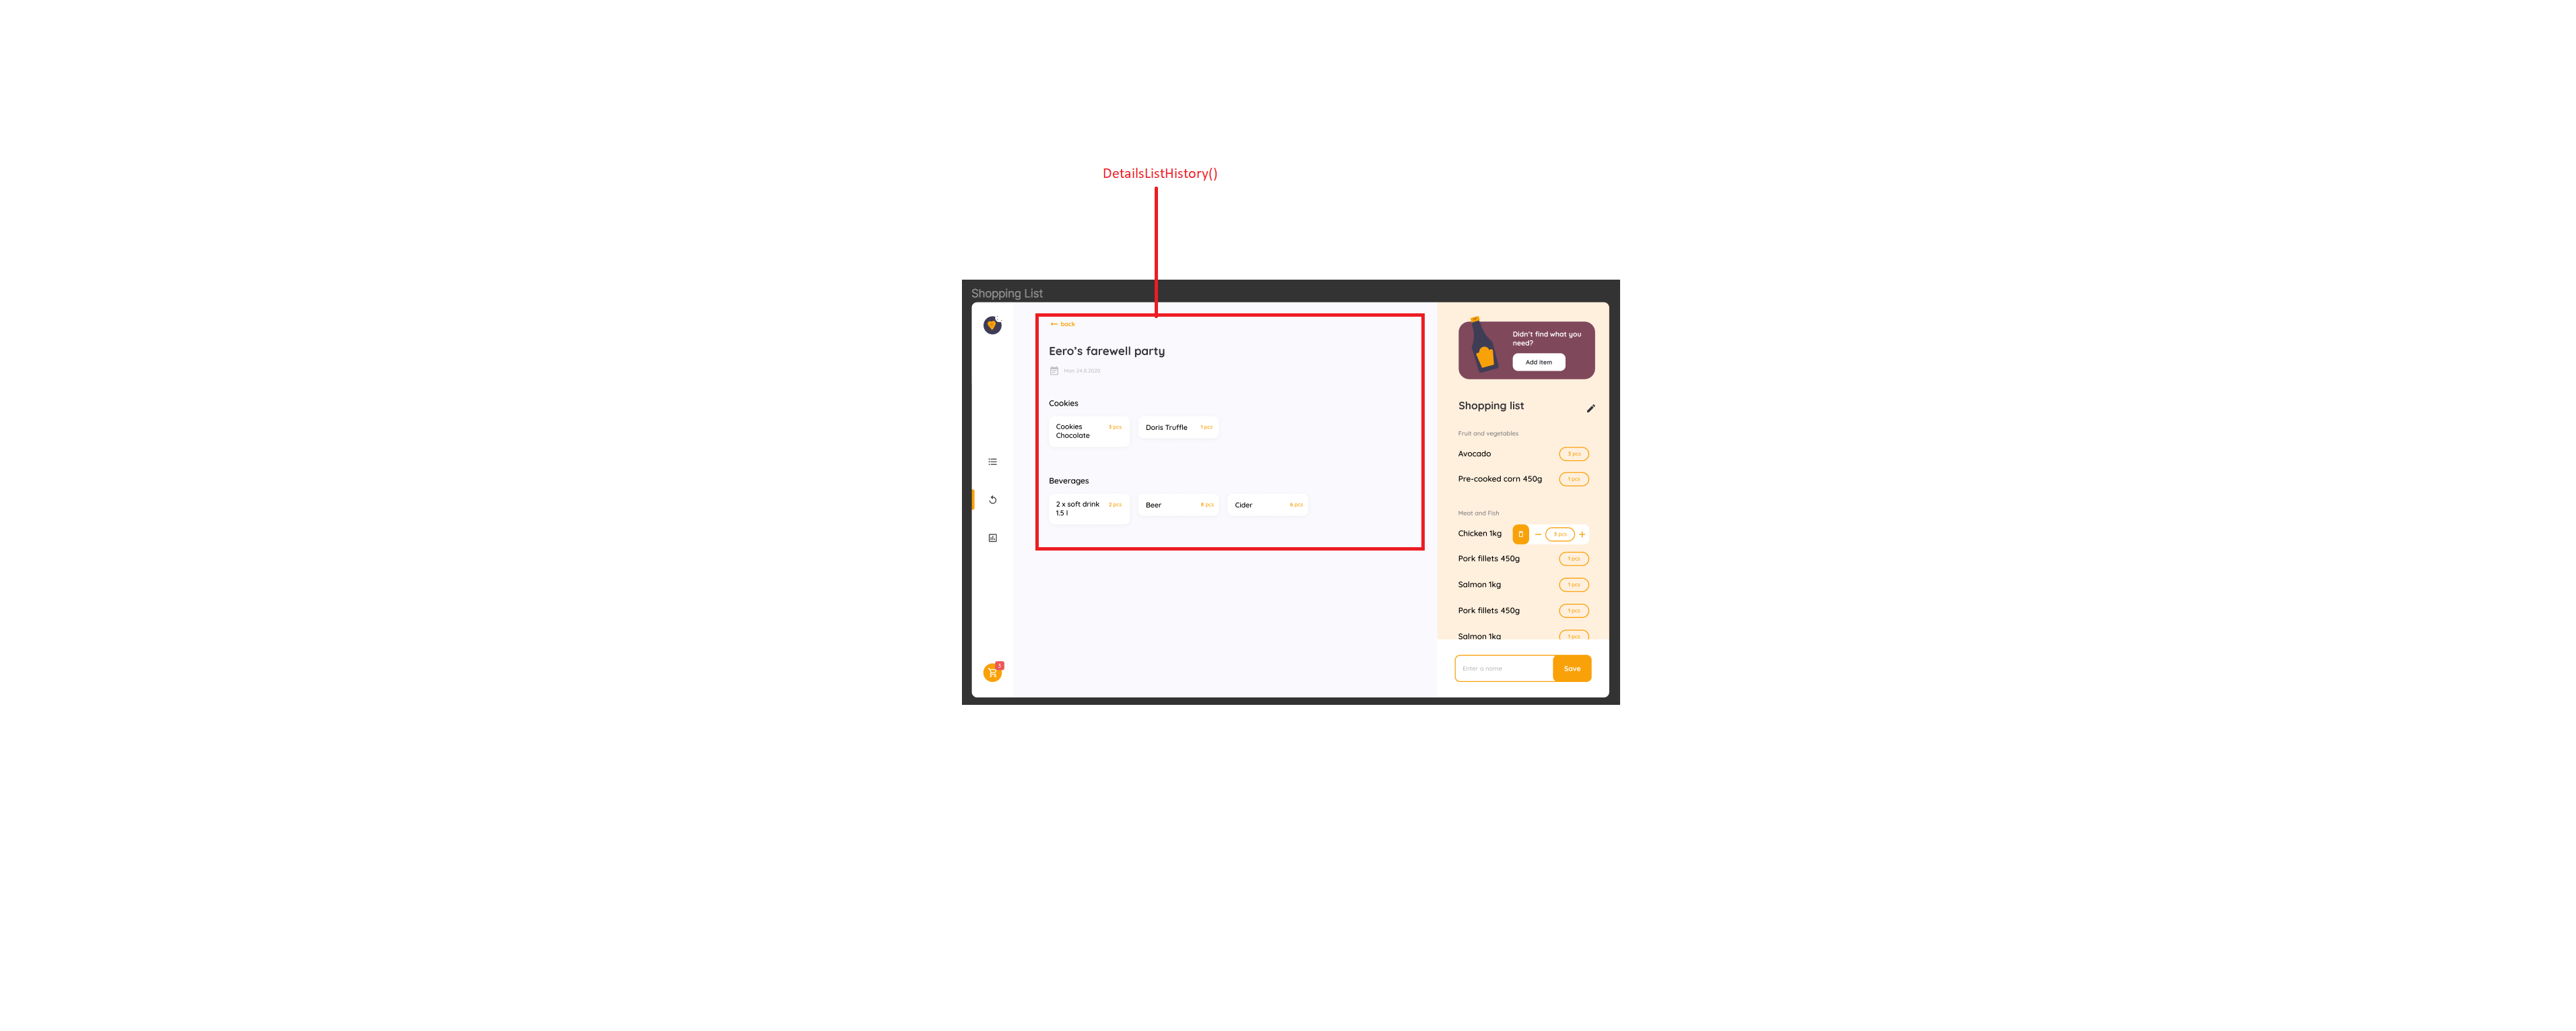 DetailsListHistory()
Shopping List
back
Eero's farewell party
Mon 24.6.2020
Cookies
Cookies
Chocolate
3 pcs
Doris Truffle
1 pcs
Beverages
2 x soft drink
1.5 l
2 pcs
Beer
8 pcs
Cider
6 pcs
Didn't find what you
need?
Add item
Shopping list
Fruit and vegetables
Avocado
3 pcs
Pre-cooked corn 450g
1 pcs
Meat and Fish
Chicken 1kg
3 pcs
Pork fillets 450g
1 pcs
Salmon 1kg
1 pcs
Pork fillets 450g
1 pcs
Salmon 1kg
1 pcs
3
Enter a name
Save